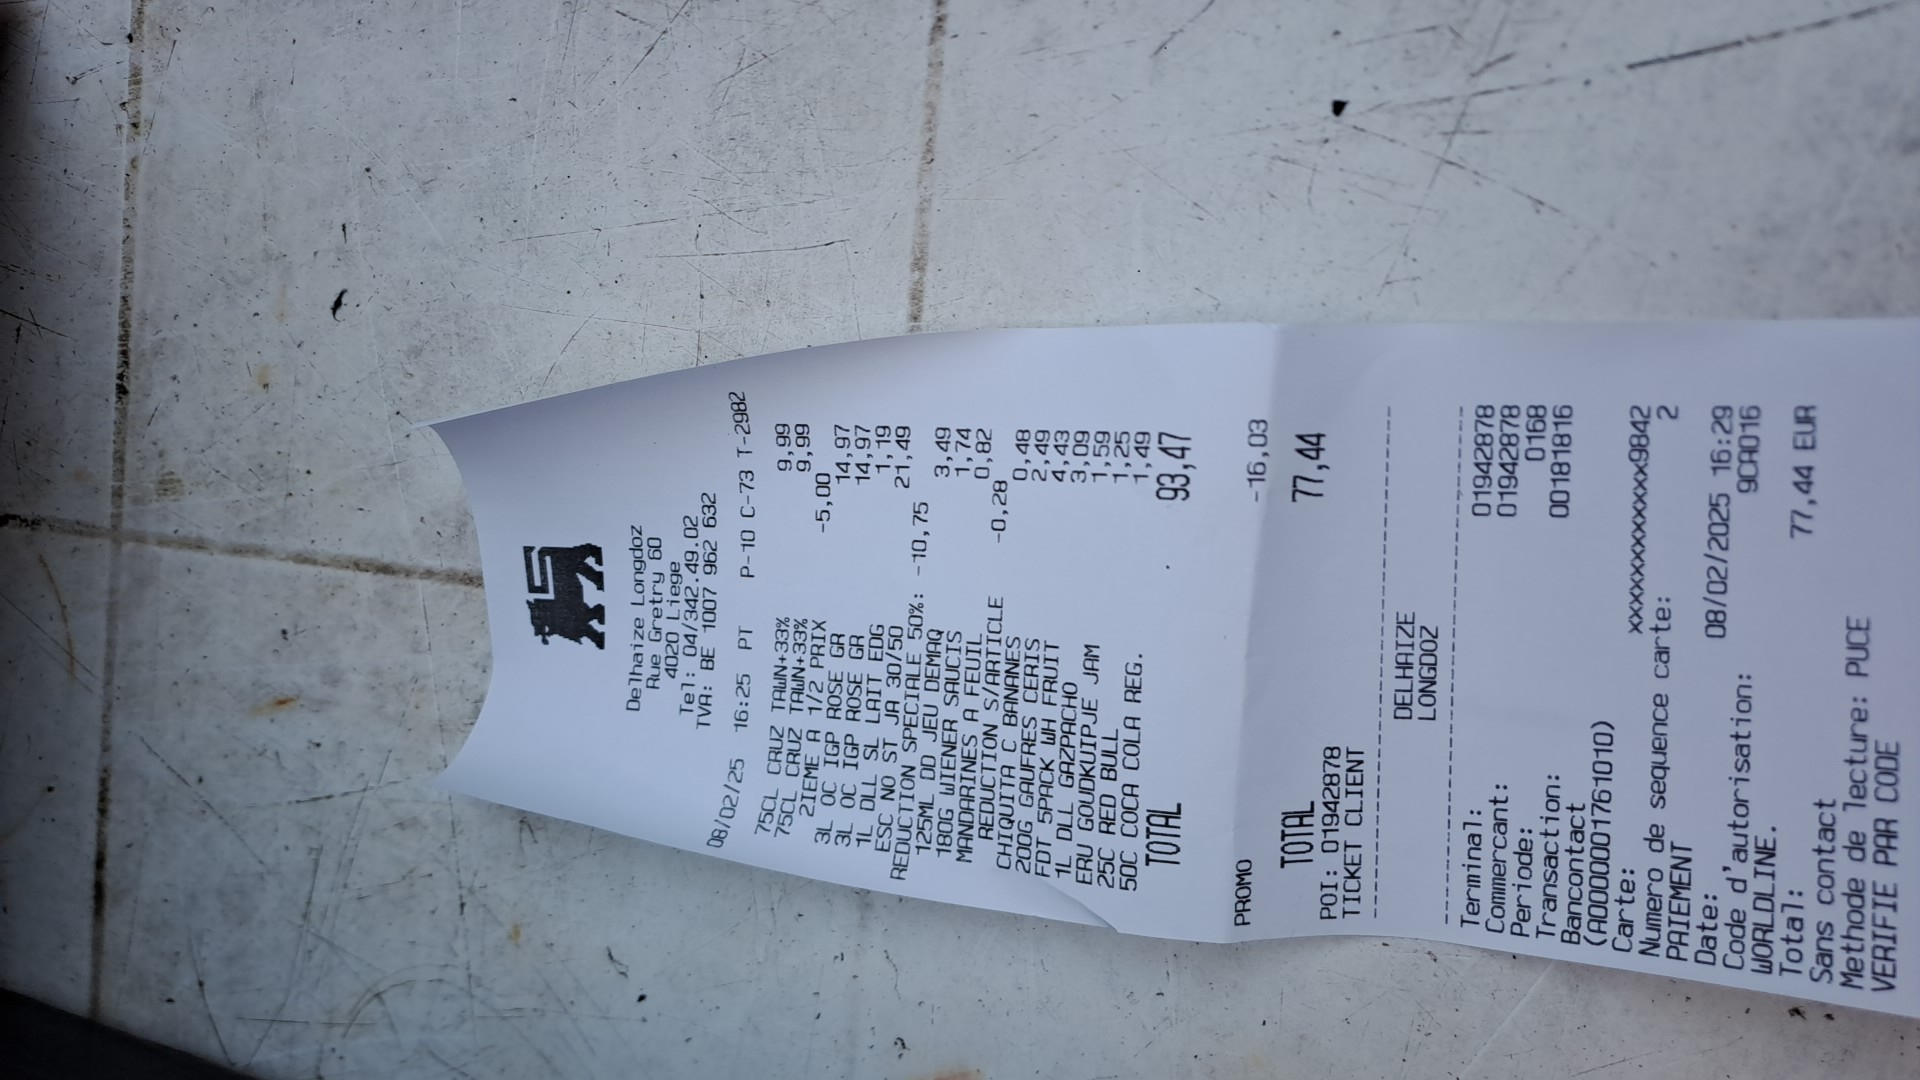 Delhaize Longdoz
Rue Gretry 60
4020 Liege
Tel: 04/342.49.02
TVA: BE 1007 962 632
08/02/25 16:25 PT P-10 C-73 T-2982
75CL CRUZ TAWN+33% 9,99
75CL CRUZ TAWN+33% 9,99
2IEME A 1/2 PRIX -5,00
3L OC IGP ROSE GR 14,97
3L OC IGP ROSE GR 14,97
1L DLL SL LAIT EDG 1,19
ESC NO ST JA 30/50 21,49
REDUCTION SPECIALE 50%: -10,75
125ML DD JEU DEMAQ 3,49
180G WIENER SAUCIS 1,74
MANDARINES A FEUIL 0,82
REDUCTION S/ARTICLE -0,28
CHIQUITA C BANANES 0,48
200G GAUFRES CERIS 2,49
FDT 5PACK WH FRUIT 4,43
1L DLL GAZPACHO 3,09
ERU GOUDKUIPJE JAM 1,59
25C RED BULL 1,25
50C COCA COLA REG. 1,49
TOTAL 93,47
PROMO -16,03
TOTAL 77,44
POI: 01942878
TICKET CLIENT
DELHAIZE
LONGDOZ
Terminal: 01942878
Commercant: 01942878
Periode: 0168
Transaction: 00181816
Bancontact
(A0000001761010)
Carte: xxxxxxxxxxxxx9842
Numero de sequence carte: 2
PAIEMENT
Date: 08/02/2025 16:29
Code d'autorisation: 9CA016
WORLDLINE.
Total: 77,44 EUR
Sans contact
Methode de lecture: PUCE
VERIFIE PAR CODE